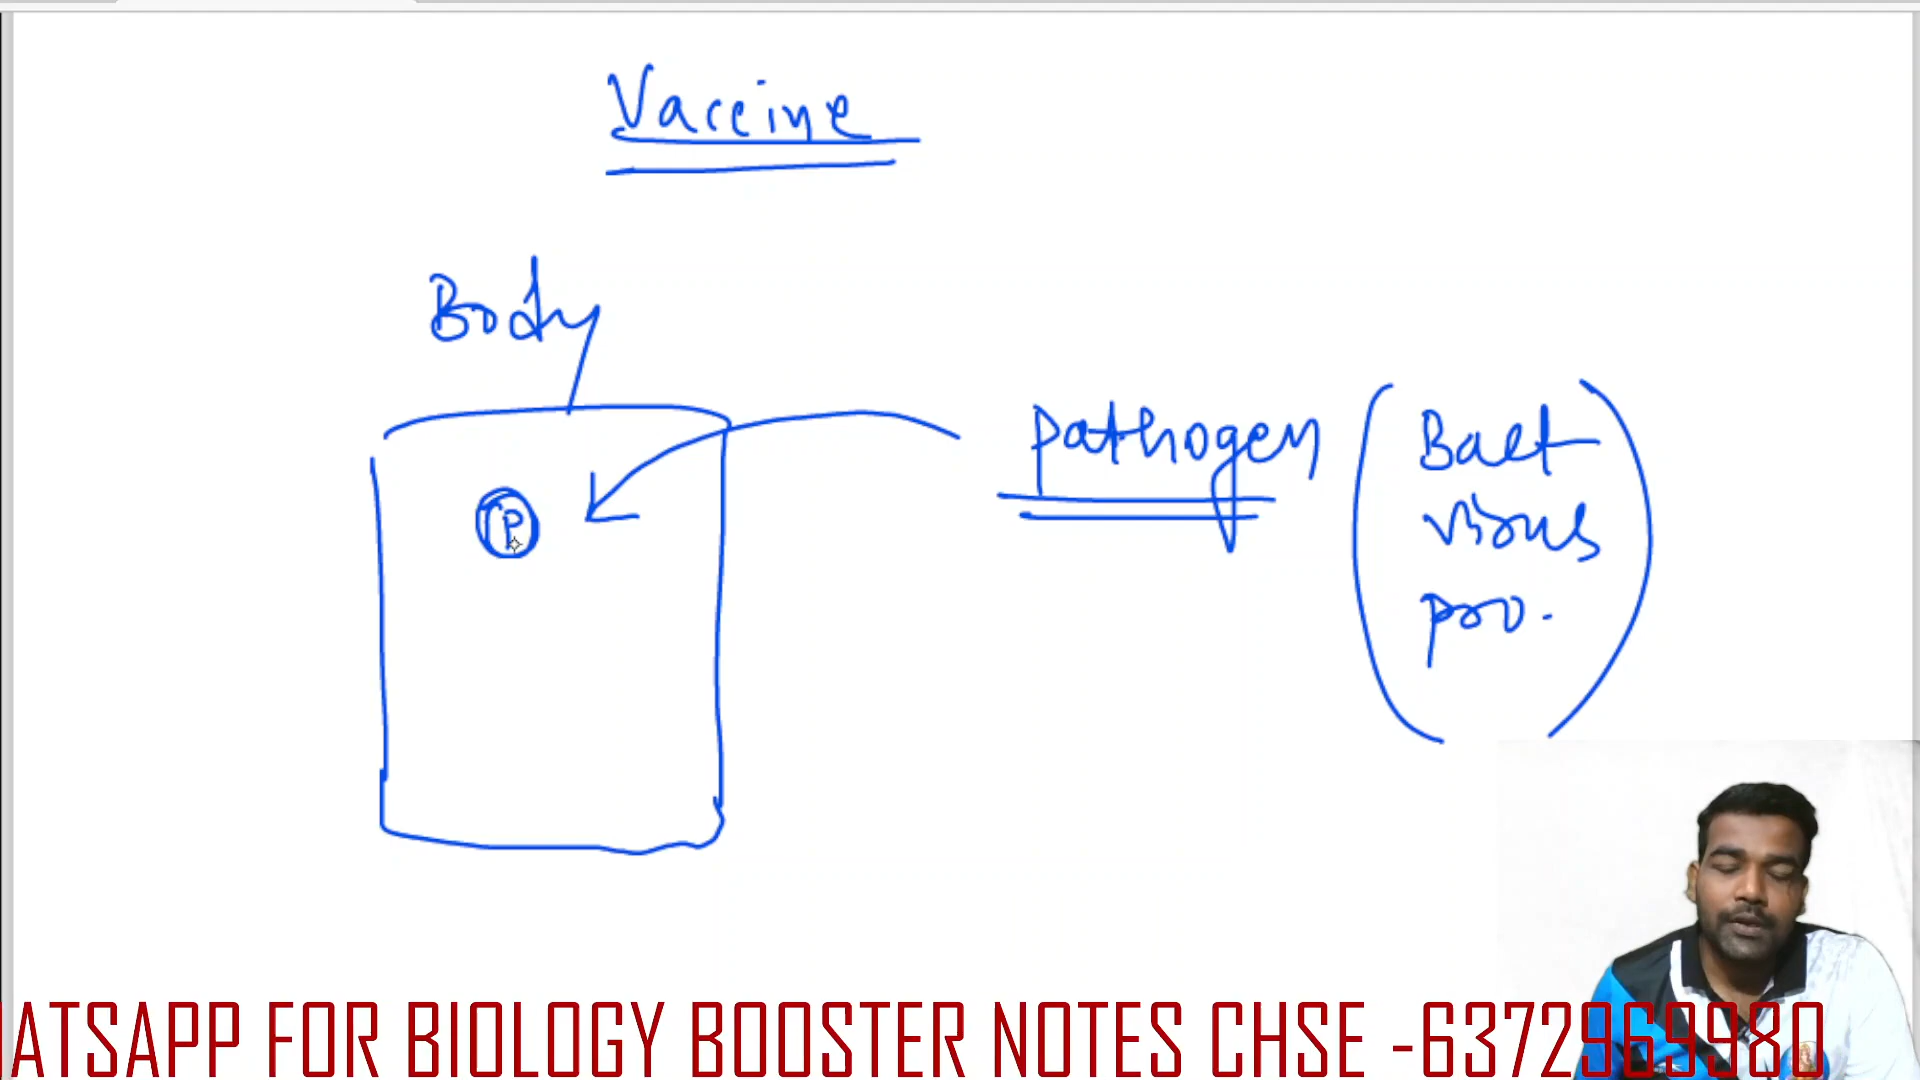 Vaccine
Body
pathogen
Bact
virus
pro.
P
ATSAPP FOR BIOLOGY BOOSTER NOTES CHSE -6372969980